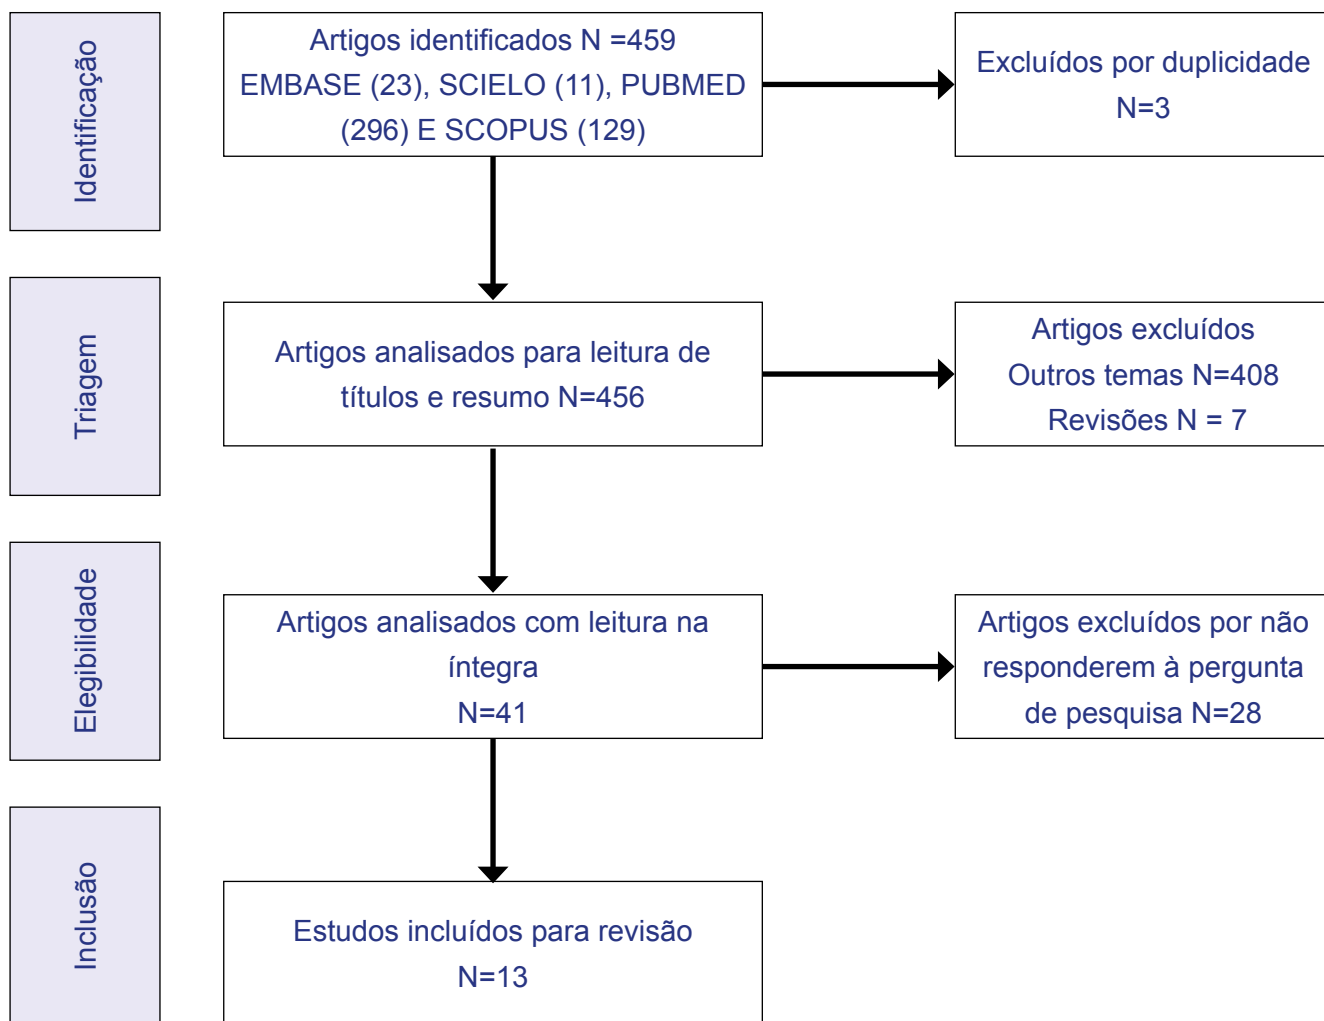 Identificação
Artigos identificados N =459
EMBASE (23), SCIELO (11), PUBMED
(296) E SCOPUS (129)
Excluídos por duplicidade
N=3
Triagem
Artigos analisados para leitura de
títulos e resumo N=456
Artigos excluídos
Outros temas N=408
Revisões N = 7
Elegibilidade
Artigos analisados com leitura na
íntegra
N=41
Artigos excluídos por não
responderem à pergunta
de pesquisa N=28
Inclusão
Estudos incluídos para revisão
N=13